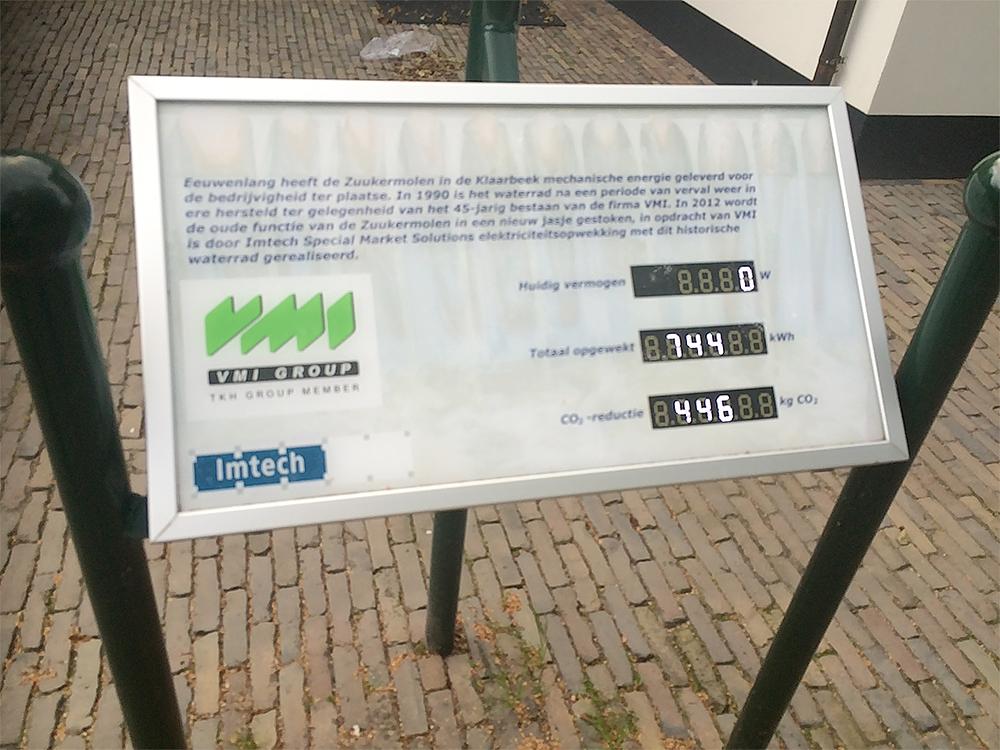 Eeuwenlang heeft de Zuukermolen in de Klaarbeek mechanische energie geleverd voor
de bedrijvigheid ter plaatse. In 1990 is het waterrad na een periode van verval weer in
ere hersteld ter gelegenheid van het 45-jarig bestaan van de firma VMI. In 2012 wordt
de oude functie van de Zuukermolen in een nieuw jasje gestoken, in opdracht van VMI
is door Imtech Special Market Solutions elektriciteitsopwekking met dit historische
waterrad gerealiseerd.
Huidig vermogen 0 W
Totaal opgewekt 744 kWh
CO₂ -reductie 446 kg CO₂
VMI
VMI GROUP
TKH GROUP MEMBER
Imtech